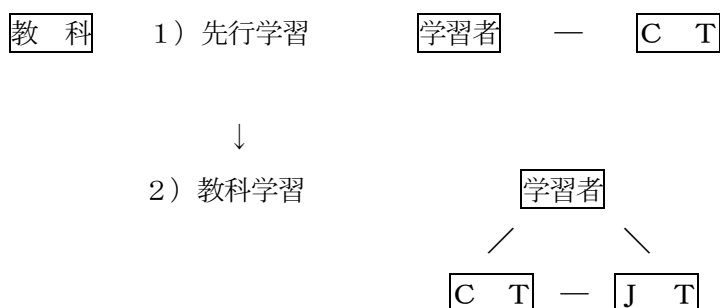 教　科　１）先行学習　学習者　―　Ｃ　Ｔ
↓
２）教科学習　学習者
／　＼
Ｃ　Ｔ　―　Ｊ　Ｔ